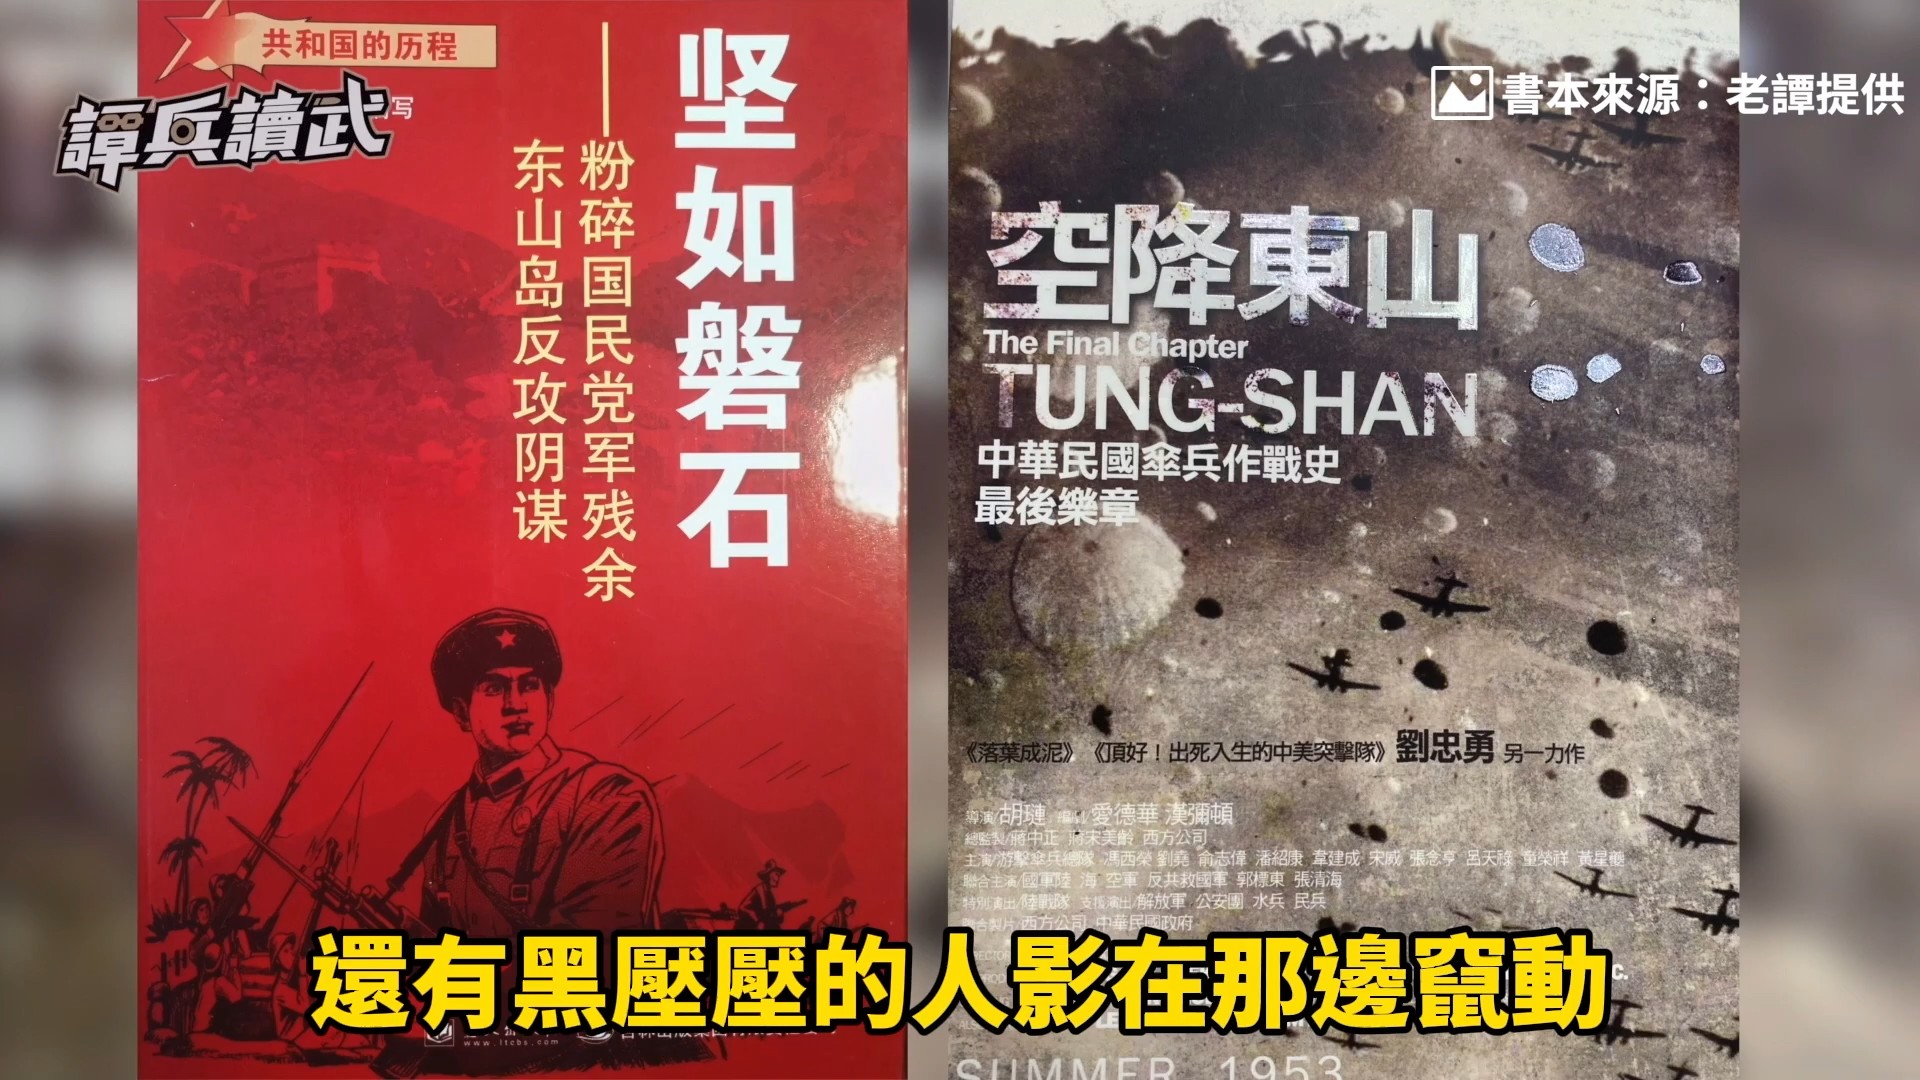 共和国的历程
譚兵讀武
写
坚如磐石
——粉碎国民党军残余
东山岛反攻阴谋
www.ltcbs.com
書本來源：老譚提供
空降東山
The Final Chapter
TUNG-SHAN
中華民國傘兵作戰史
最後樂章
《落葉成泥》《頂好！出死入生的中美突擊隊》劉忠勇 另一力作
導演/胡璉 愛德華 漢彌頓
總監製/蔣中正 蔣宋美齡 西方公司
主演/游擊傘兵總隊 馮西榮 劉堯 俞志偉 潘紹康 韋建成 宋威 張念亨 呂天祿 童榮祥 黃星夔
聯合主演/國軍陸 海 空軍 反共救國軍 郭標東 張清海
特別演出/陸戰隊 支援演出/解放軍 公安團 水兵 民兵
聯合製片/西方公司 中華民國政府
SUMMER 1953
還有黑壓壓的人影在那邊竄動